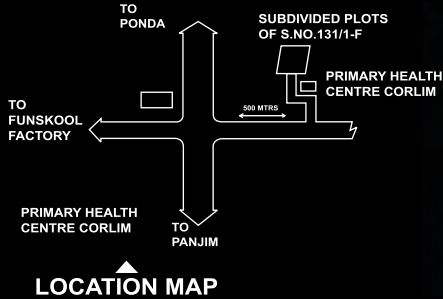 TO
PONDA
SUBDIVIDED PLOTS
OF S.NO.131/1-F
PRIMARY HEALTH
CENTRE CORLIM
TO
FUNSKOOL
FACTORY
500 MTRS
PRIMARY HEALTH
CENTRE CORLIM
TO
PANJIM
LOCATION MAP